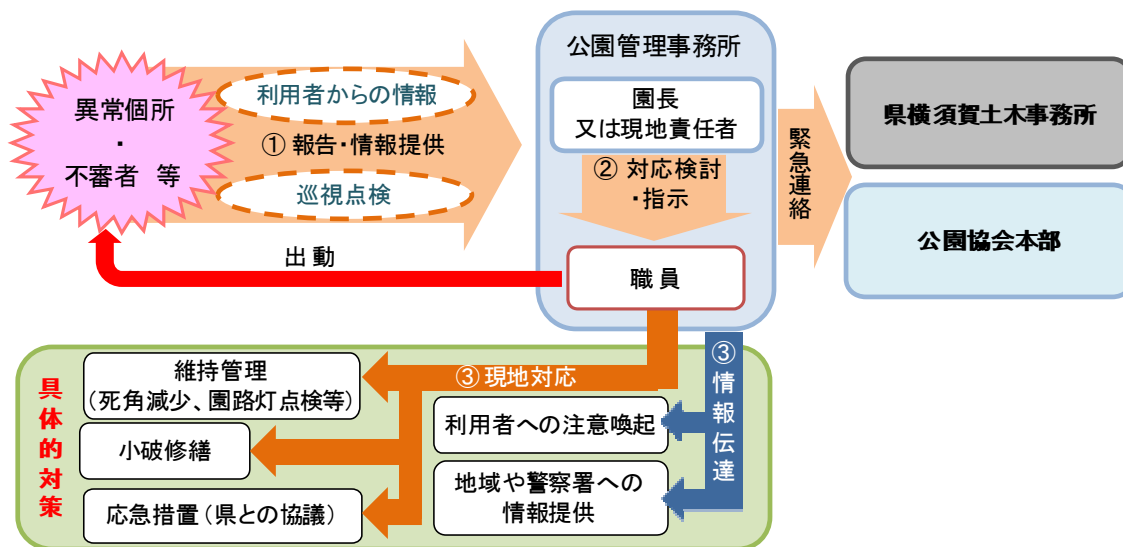 異常個所
・
不審者 等
利用者からの情報
① 報告・情報提供
巡視点検
出 動
公園管理事務所
園長
又は現地責任者
② 対応検討
・指示
職 員
緊急連絡
県横須賀土木事務所
公園協会本部
具体的対策
③ 現地対応
維持管理
(死角減少、園路灯点検等)
小破修繕
応急措置(県との協議)
③情報伝達
利用者への注意喚起
地域や警察署への
情報提供